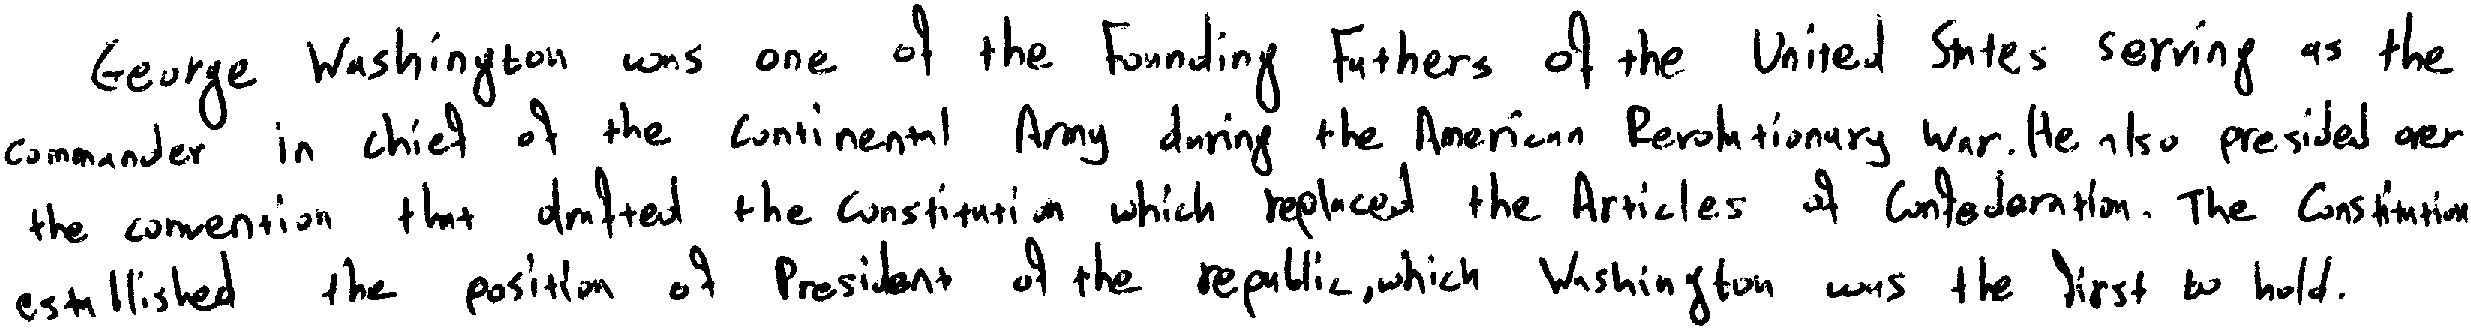 George Washington was one of the Founding Fathers of the United States serving as the
commander in chief of the Continental Army during the American Revolutionary War. He also presided over
the convention that drafted the Constitution which replaced the Articles of Confederation. The Constitution
established the position of President of the republic, which Washington was the first to hold.